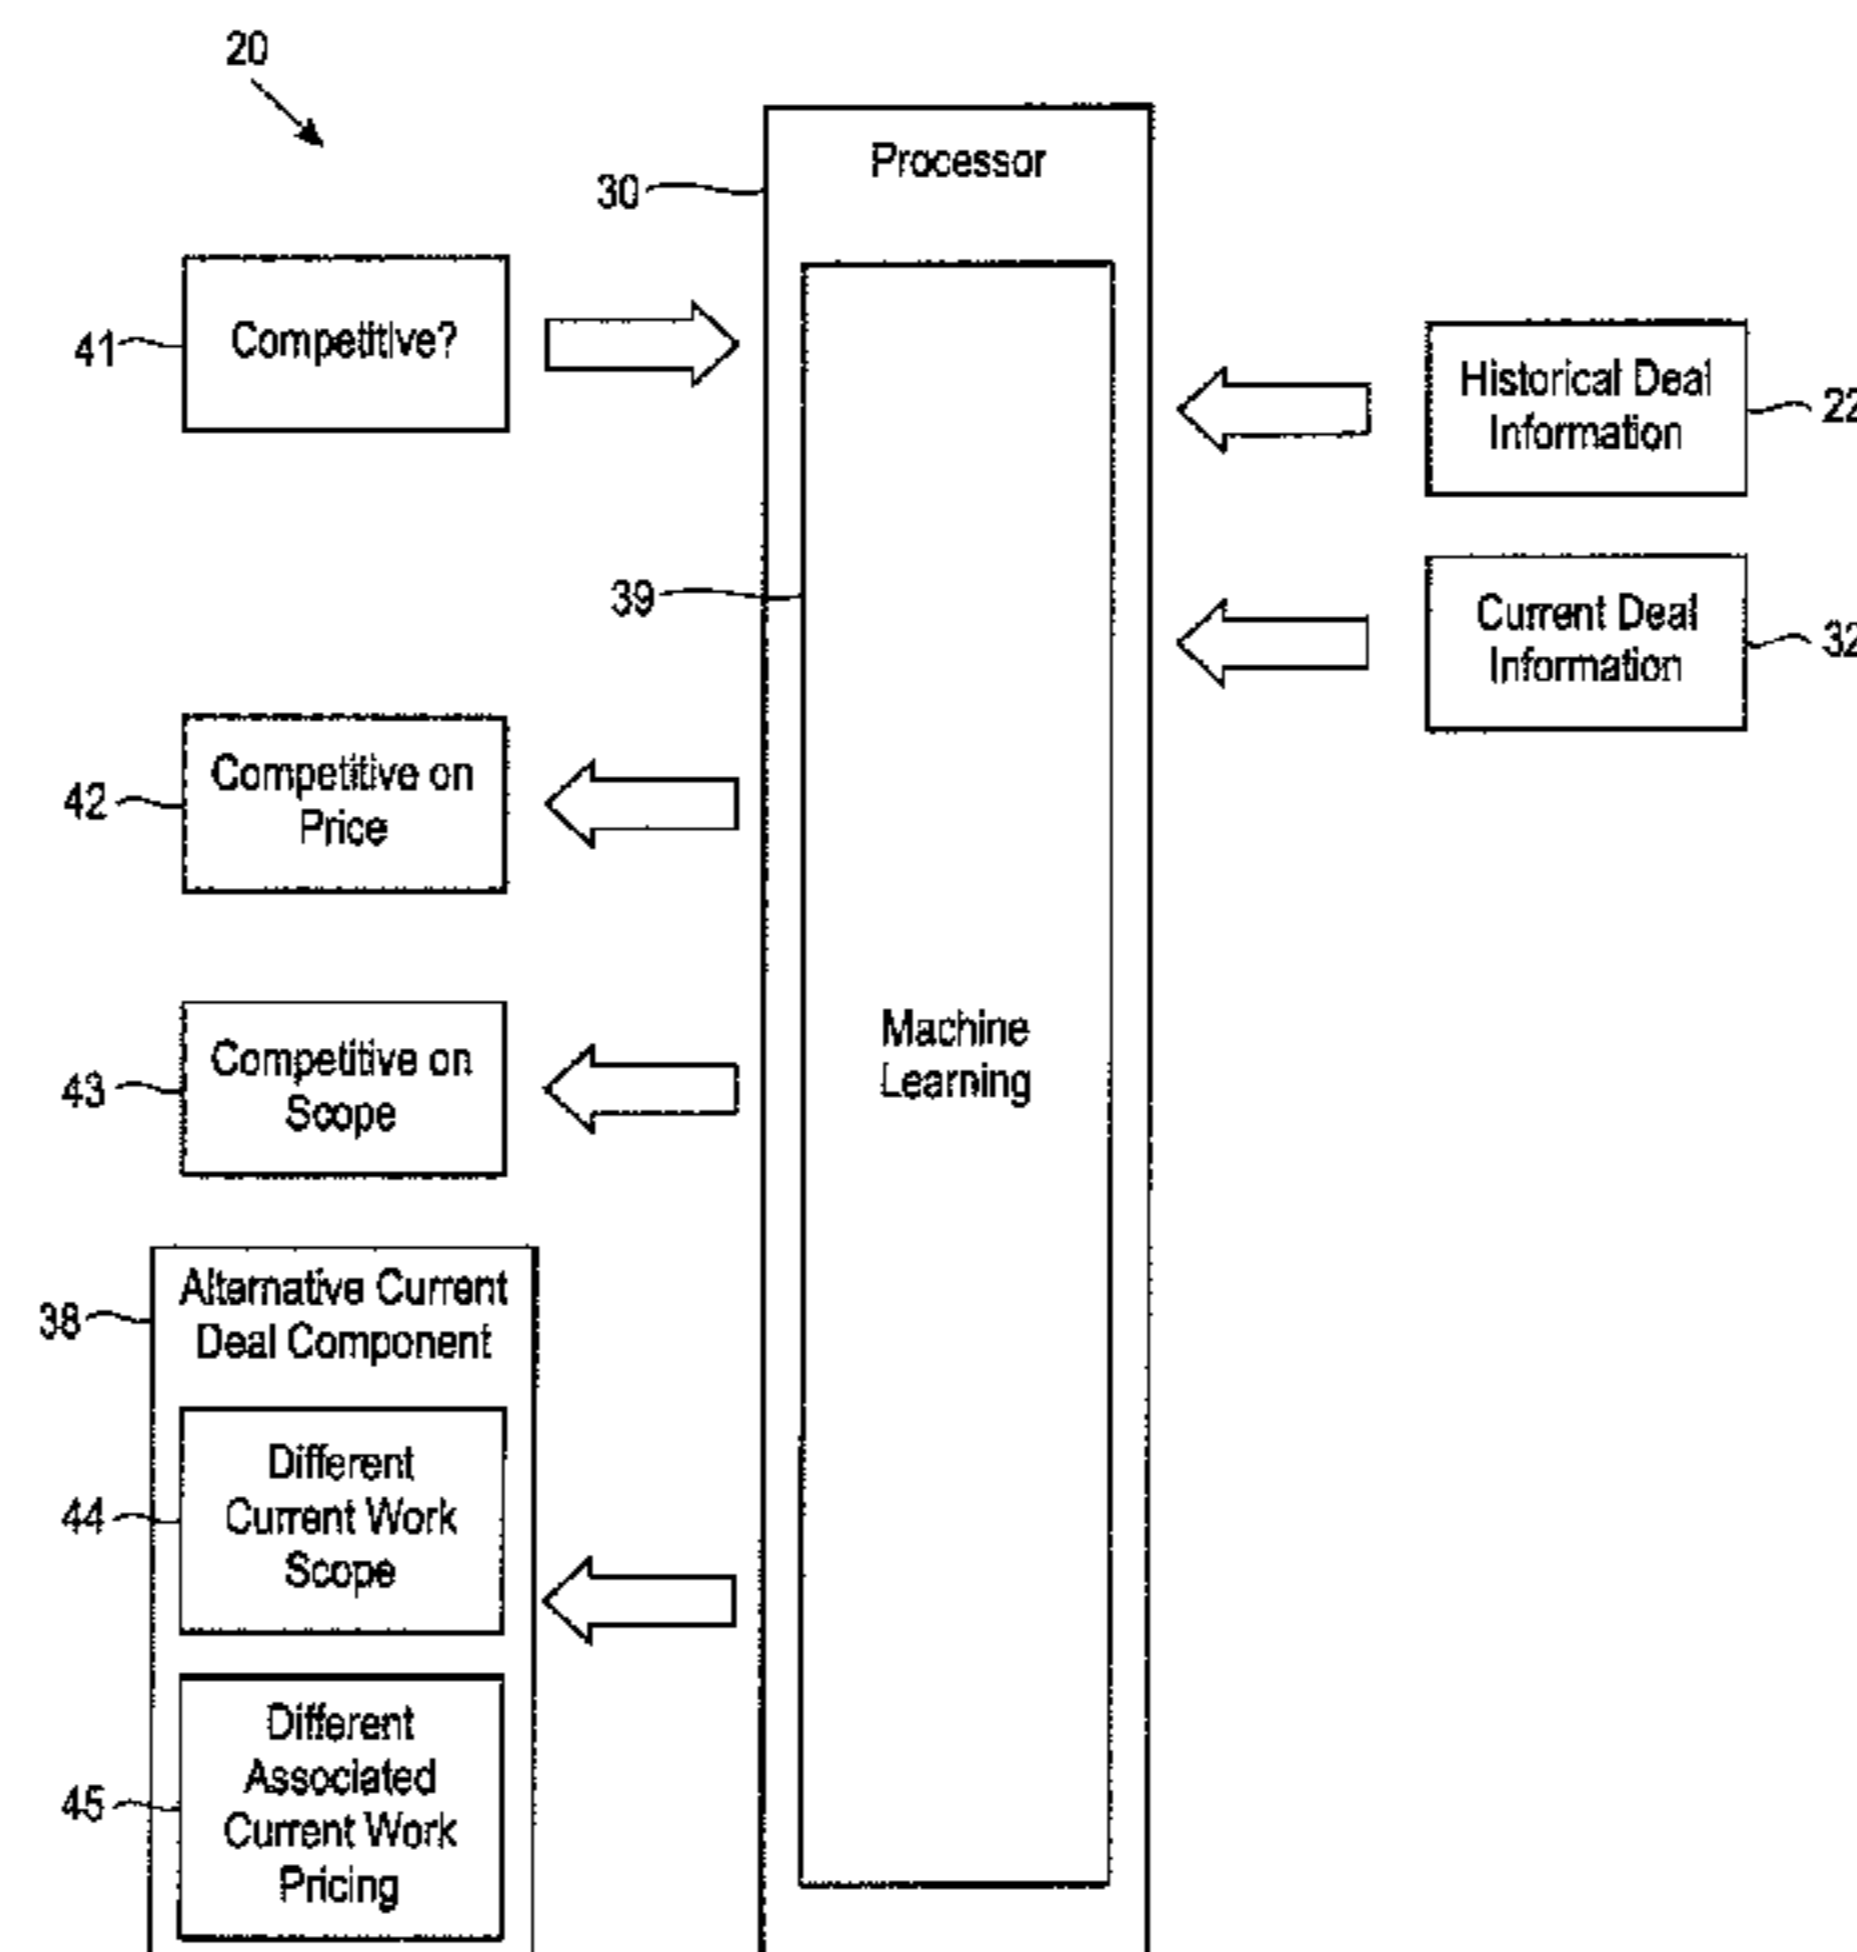 20
Processor
30
Competitive?
41
Historical Deal
Information
22
39
Current Deal
Information
32
Competitive on
Price
42
Machine
Learning
Competitive on
Scope
43
Alternative Current
Deal Component
38
Different
Current Work
Scope
44
Different
Associated
Current Work
Pricing
45